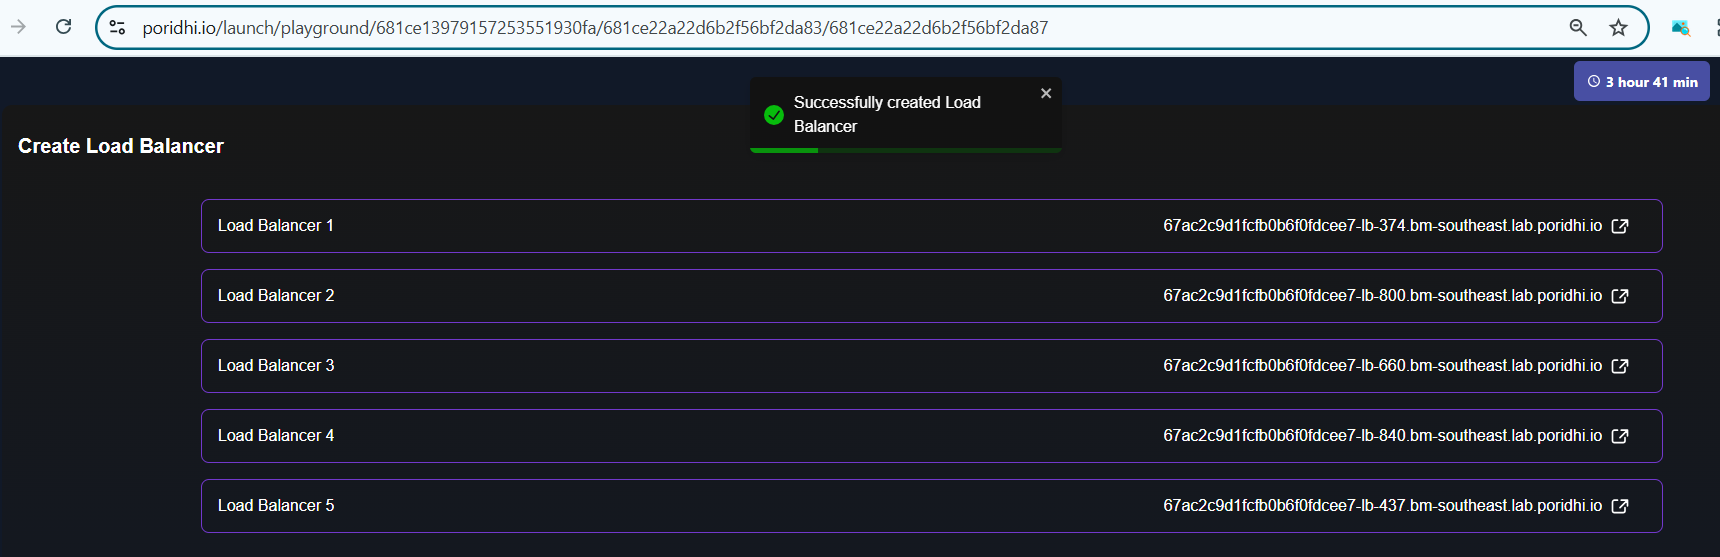 poridhi.io/launch/playground/681ce13979157253551930fa/681ce22a22d6b2f56bf2da83/681ce22a22d6b2f56bf2da87
3 hour 41 min
Successfully created Load
Balancer
Create Load Balancer
Load Balancer 1 67ac2c9d1fcfb0b6f0fdcee7-lb-374.bm-southeast.lab.poridhi.io
Load Balancer 2 67ac2c9d1fcfb0b6f0fdcee7-lb-800.bm-southeast.lab.poridhi.io
Load Balancer 3 67ac2c9d1fcfb0b6f0fdcee7-lb-660.bm-southeast.lab.poridhi.io
Load Balancer 4 67ac2c9d1fcfb0b6f0fdcee7-lb-840.bm-southeast.lab.poridhi.io
Load Balancer 5 67ac2c9d1fcfb0b6f0fdcee7-lb-437.bm-southeast.lab.poridhi.io